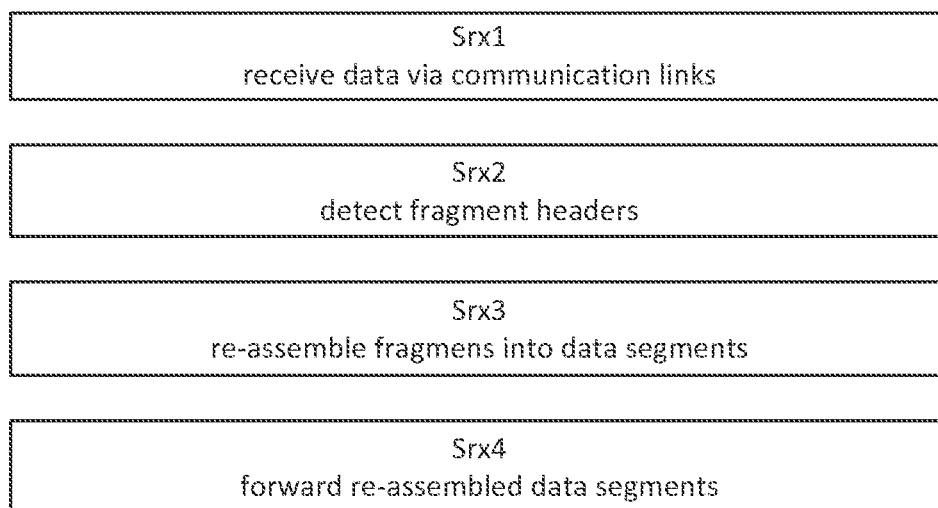 Srx1
receive data via communication links
Srx2
detect fragment headers
Srx3
re-assemble fragmens into data segments
Srx4
forward re-assembled data segments